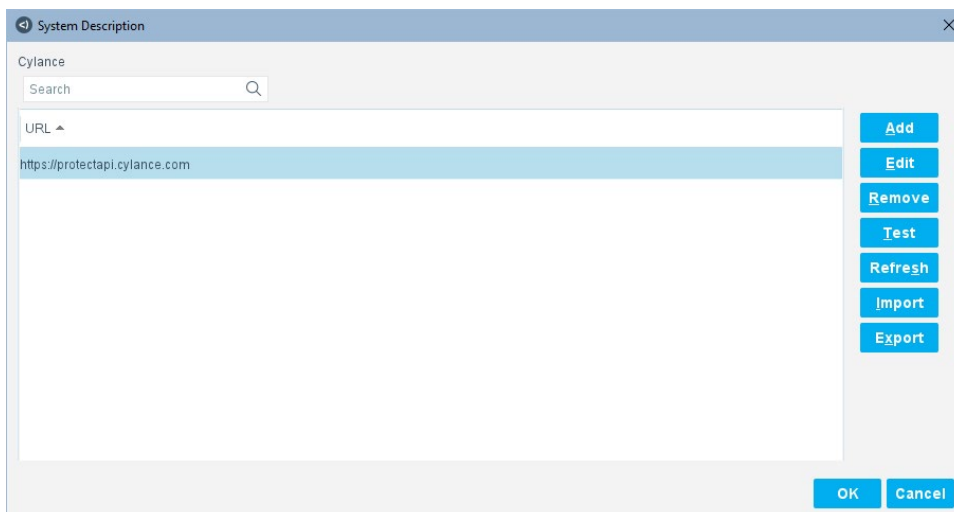 System Description
Cylance
Search
URL
https://protectapi.cylance.com
Add
Edit
Remove
Test
Refresh
Import
Export
OK Cancel